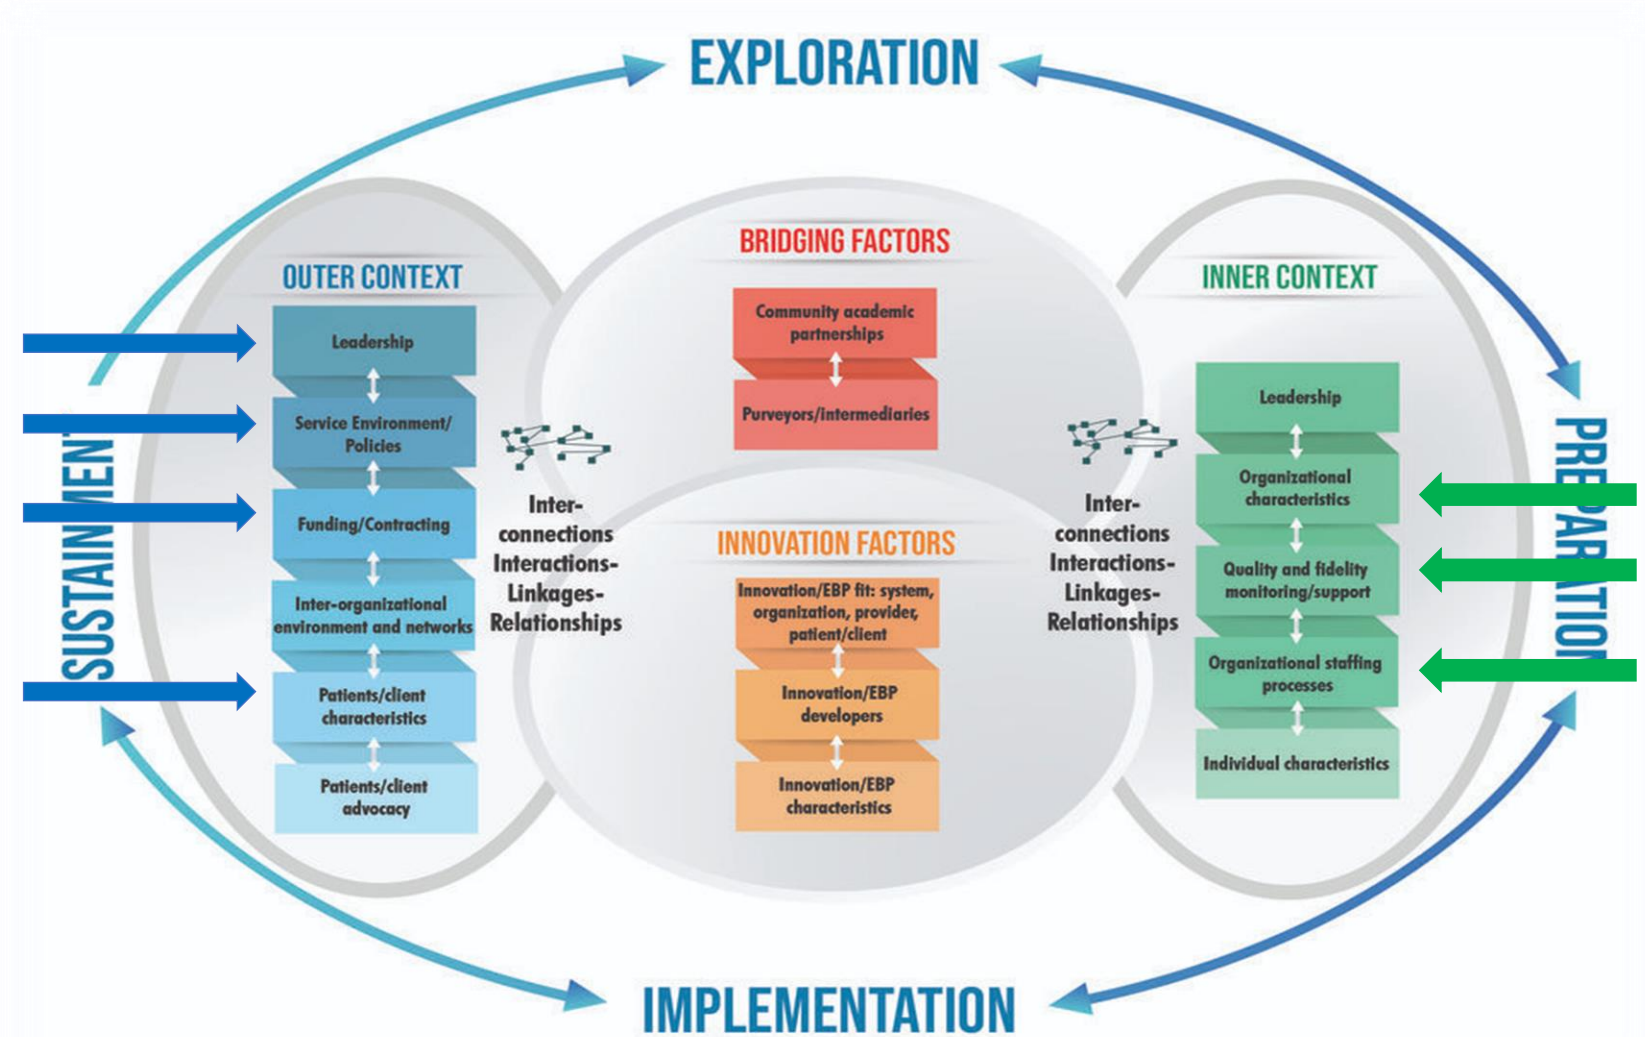 EXPLORATION
OUTER CONTEXT
Leadership
Service Environment/
Policies
Funding/Contracting
Inter-organizational
environment and networks
Patients/client
characteristics
Patients/client
advocacy
Inter-
connections
Interactions-
Linkages-
Relationships
BRIDGING FACTORS
Community academic
partnerships
Purveyors/intermediaries
INNOVATION FACTORS
Innovation/EBP fit: system,
organization, provider,
patient/client
Innovation/EBP
developers
Innovation/EBP
characteristics
Inter-
connections
Interactions-
Linkages-
Relationships
INNER CONTEXT
Leadership
Organizational
characteristics
Quality and fidelity
monitoring/support
Organizational staffing
processes
Individual characteristics
SUSTAINMENT
PREPARATION
IMPLEMENTATION